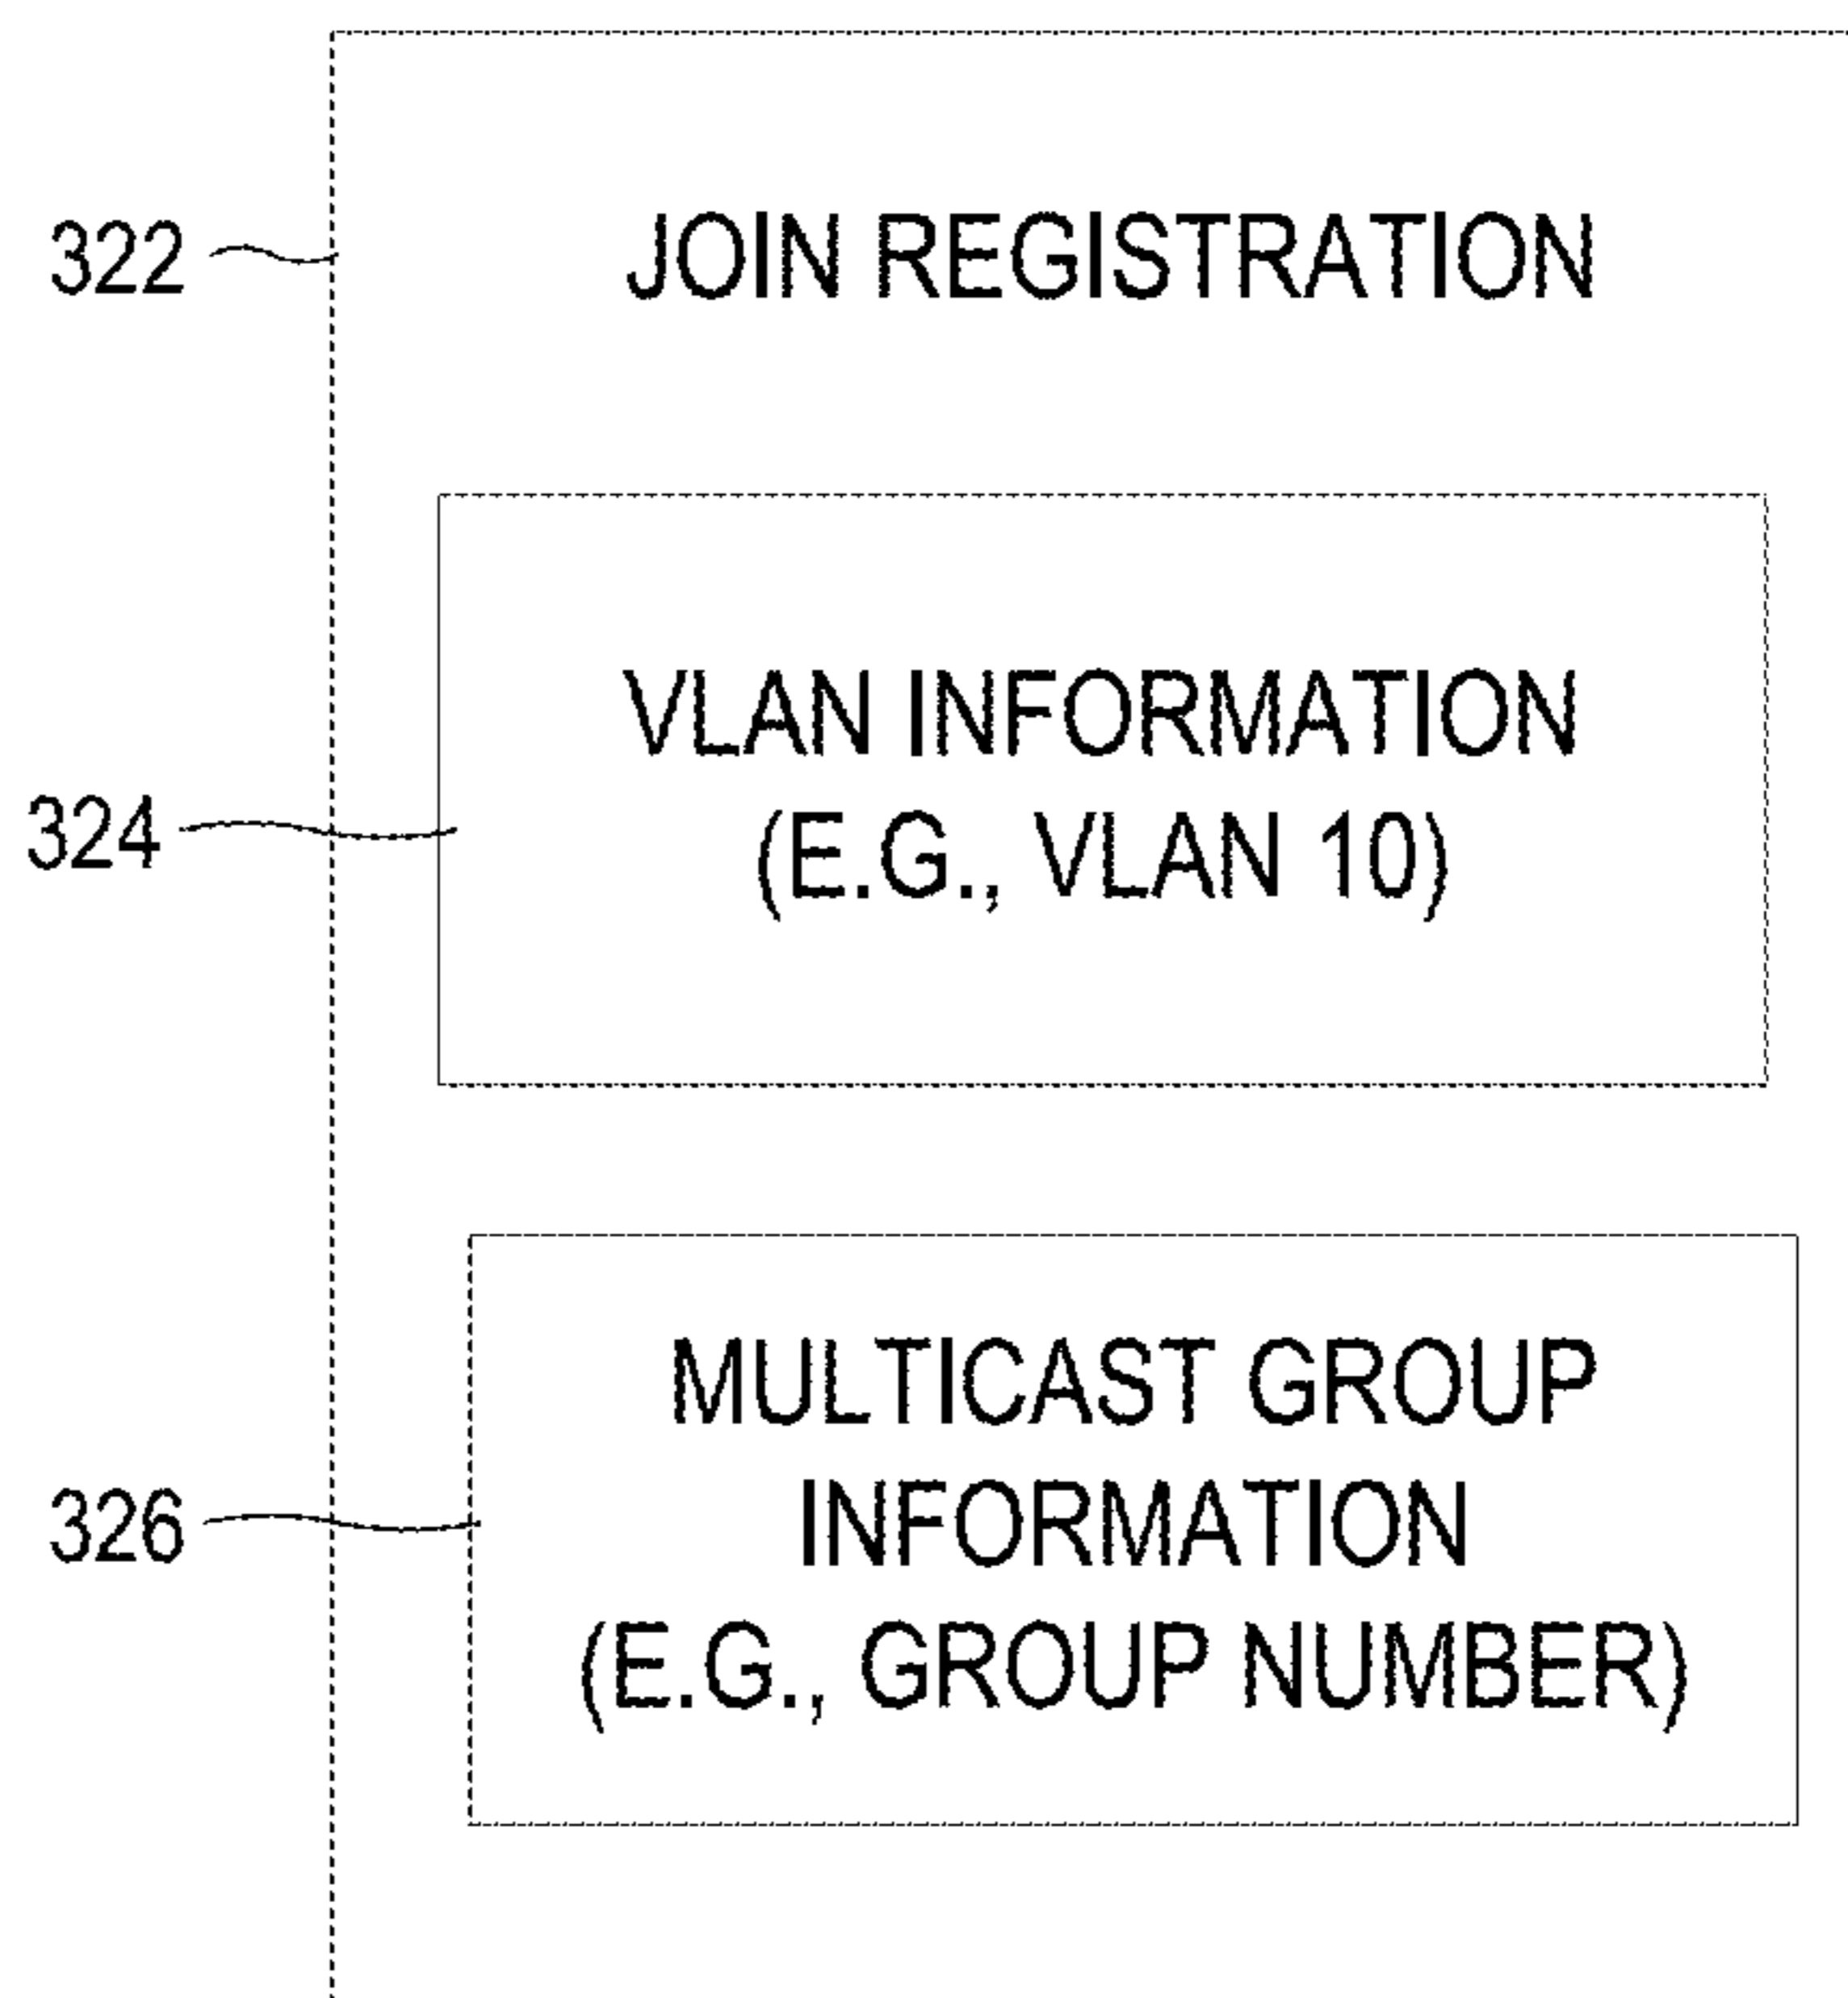 322
JOIN REGISTRATION
324
VLAN INFORMATION
(E.G., VLAN 10)
326
MULTICAST GROUP
INFORMATION
(E.G., GROUP NUMBER)